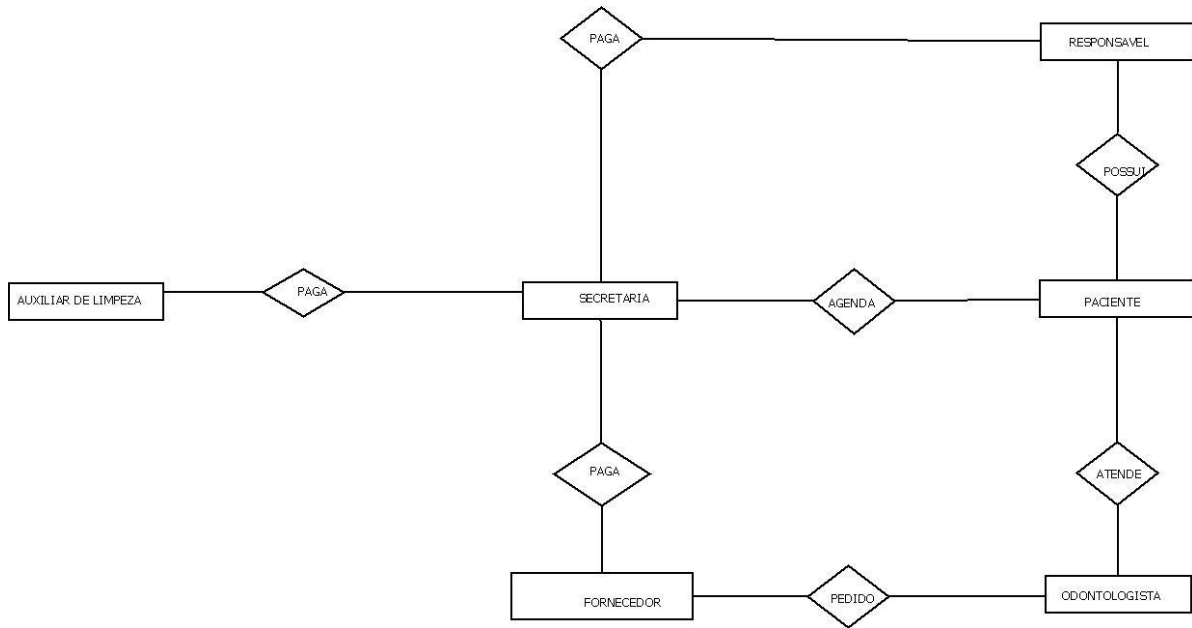 PAGA
RESPONSAVEL
POSSUI
AUXILIAR DE LIMPEZA
PAGA
SECRETARIA
AGENDA
PACIENTE
PAGA
ATENDE
FORNECEDOR
PEDIDO
ODONTOLOGISTA